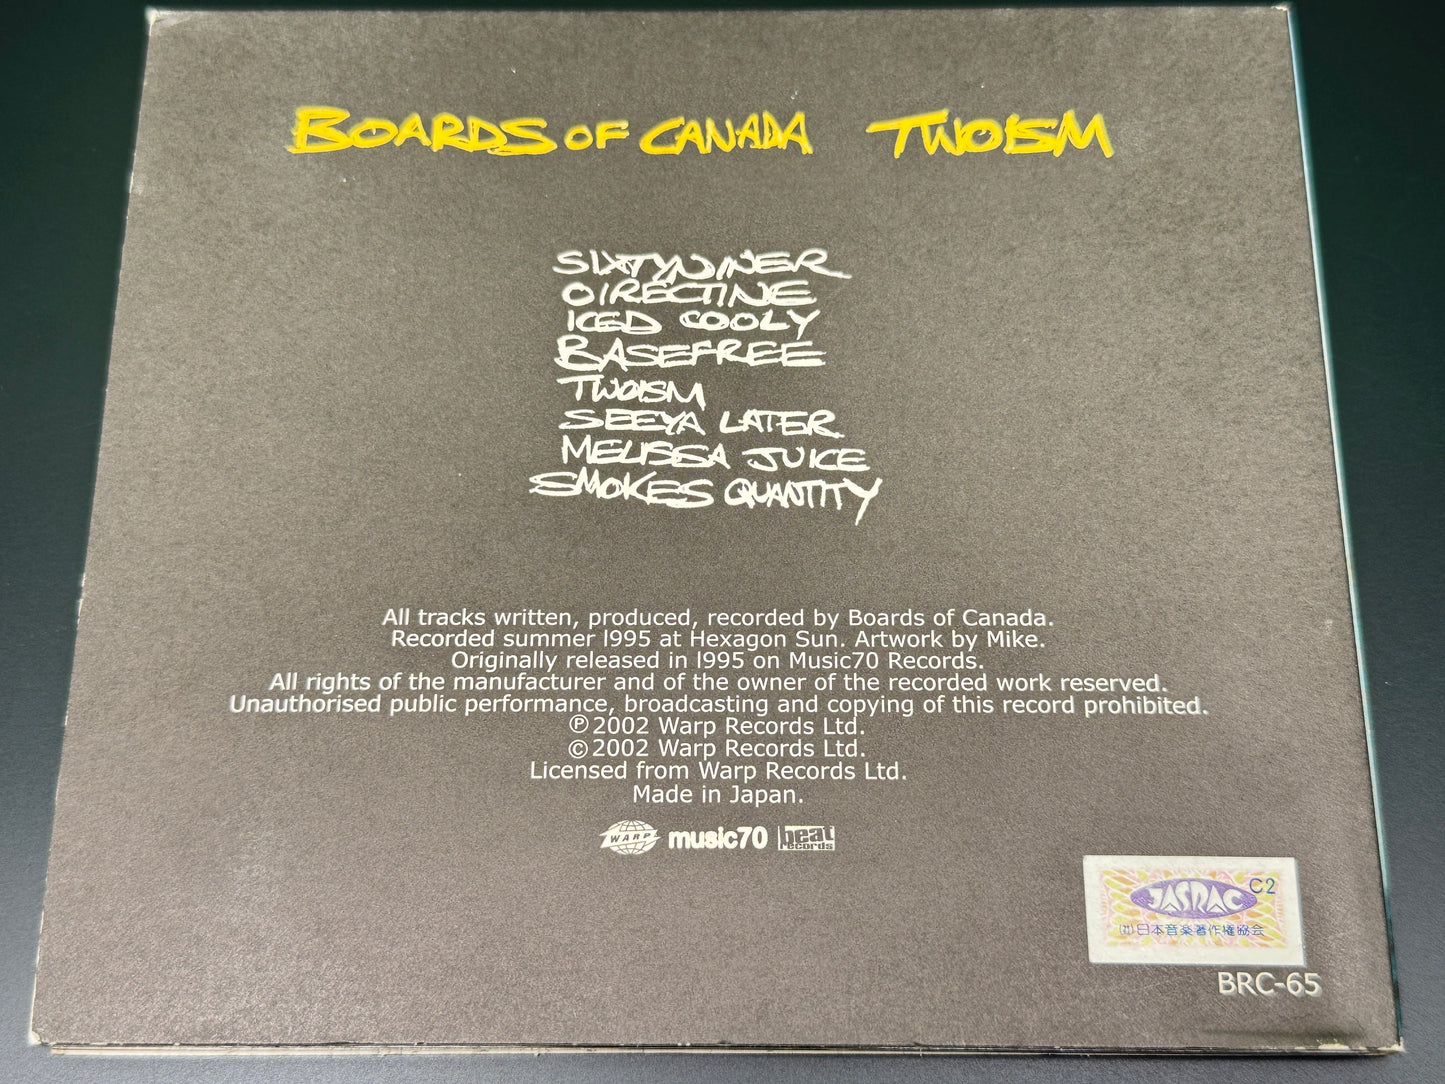 BOARDS OF CANADA TWOISM
SIXTYNINER
OIRECTINE
ICED COOLY
BASEFREE
TWOISM
SEEYA LATER
MELISSA JUICE
SMOKES QUANTITY
All tracks written, produced, recorded by Boards of Canada.
Recorded summer 1995 at Hexagon Sun. Artwork by Mike.
Originally released in 1995 on Music70 Records.
All rights of the manufacturer and of the owner of the recorded work reserved.
Unauthorised public performance, broadcasting and copying of this record prohibited.
℗2002 Warp Records Ltd.
©2002 Warp Records Ltd.
Licensed from Warp Records Ltd.
Made in Japan.
WARP music70 beat records
C2
JASRAC
(社)日本音楽著作権協会
BRC-65